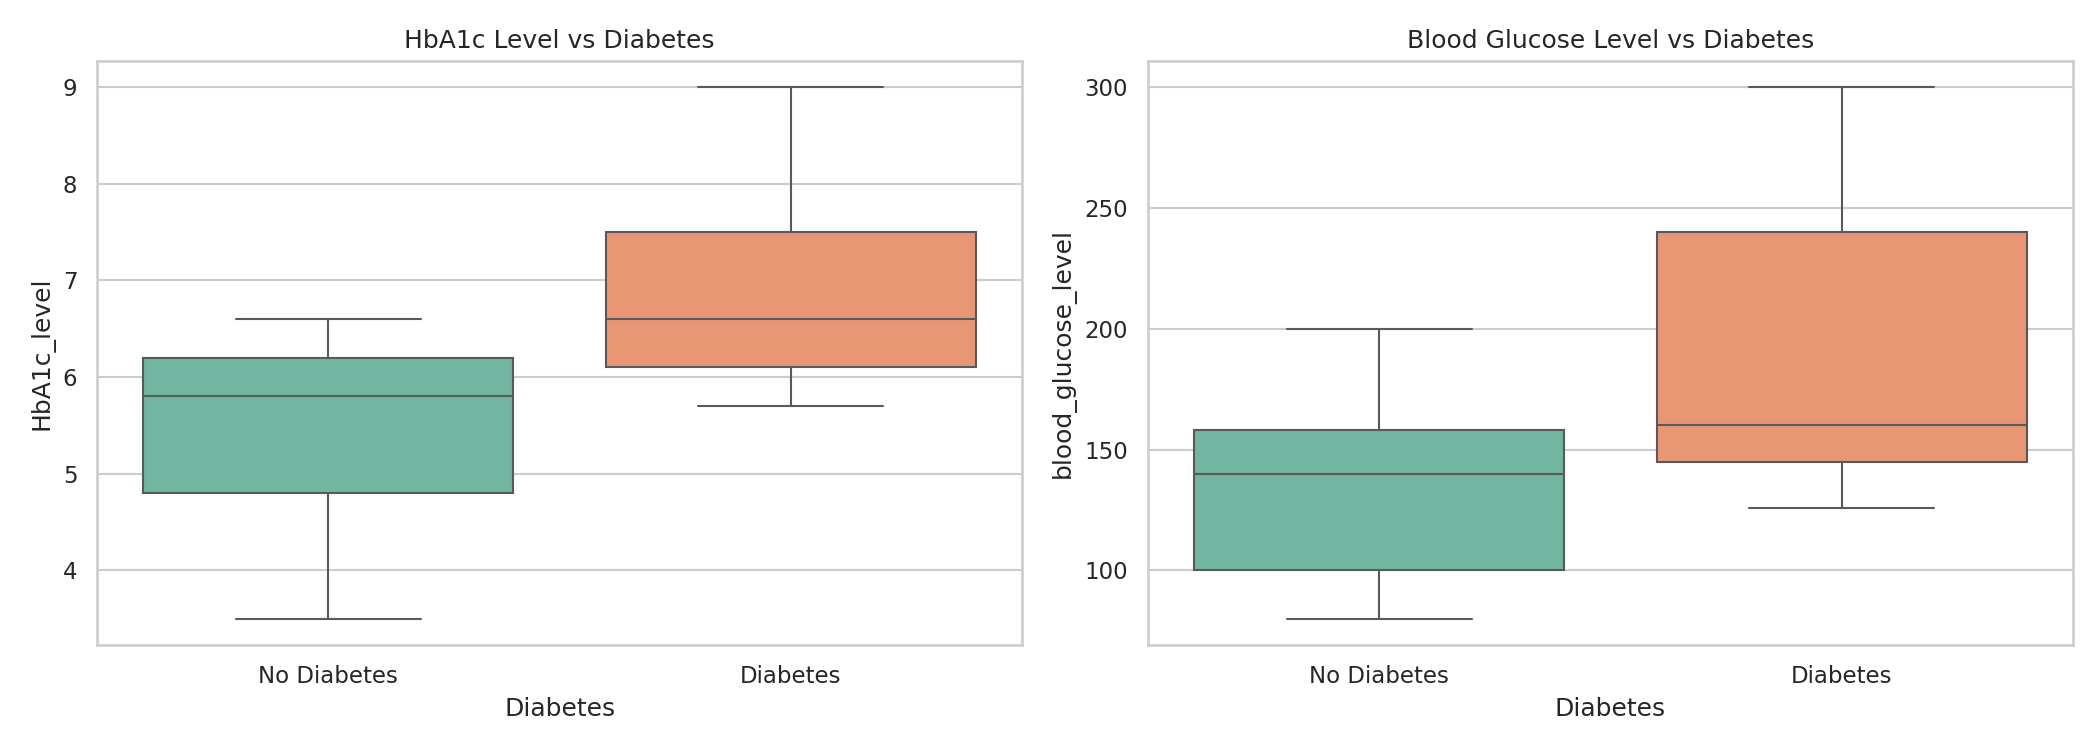 HbA1c Level vs Diabetes
HbA1c_level
9
8
7
6
5
4
No Diabetes
Diabetes
Diabetes
Blood Glucose Level vs Diabetes
blood_glucose_level
300
250
200
150
100
No Diabetes
Diabetes
Diabetes